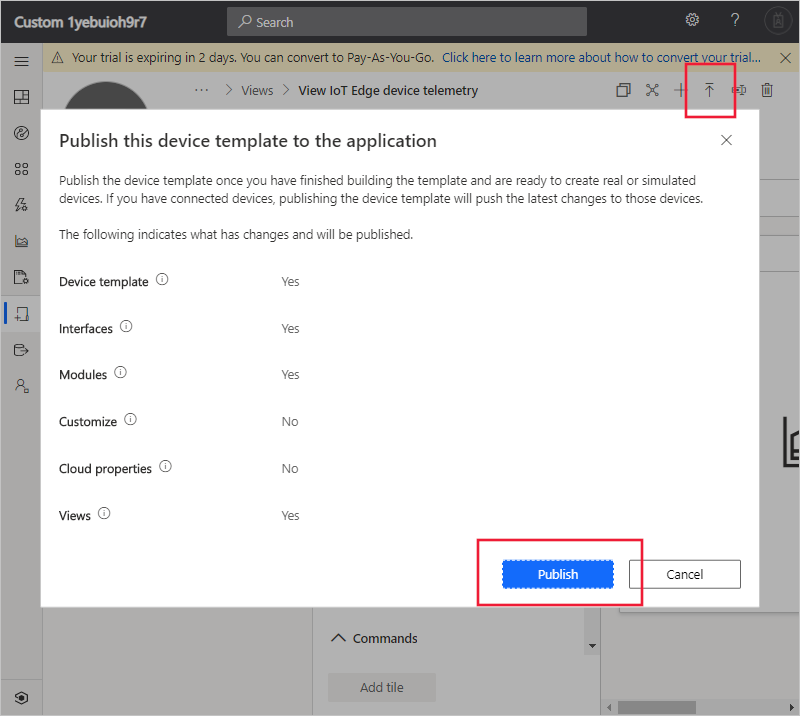 Custom 1yebuioh9r7
Search
?
Your trial is expiring in 2 days. You can convert to Pay-As-You-Go. Click here to learn more about how to convert your trial...
... > Views > View IoT Edge device telemetry
Publish this device template to the application
Publish the device template once you have finished building the template and are ready to create real or simulated
devices. If you have connected devices, publishing the device template will push the latest changes to those devices.
The following indicates what has changes and will be published.
Device template Yes
Interfaces Yes
Modules Yes
Customize No
Cloud properties No
Views Yes
Publish Cancel
Commands
Add tile